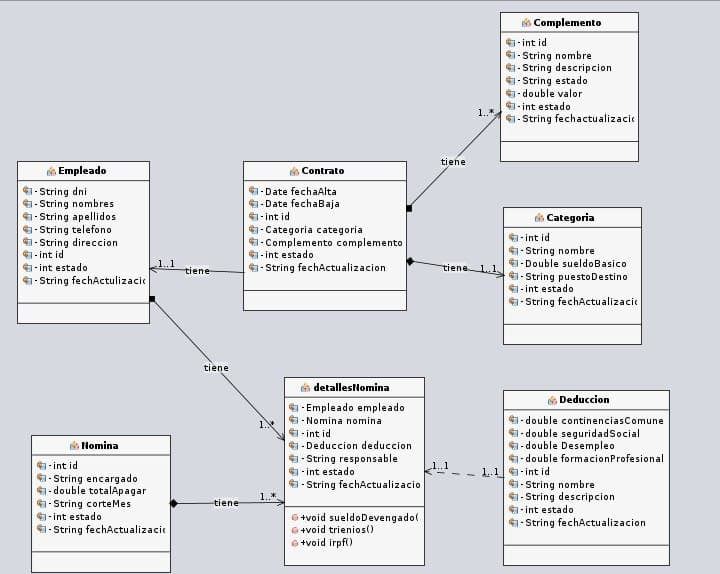 Complemento
- int id
- String nombre
- String descripcion
- String estado
- double valor
- int estado
- String fechactualizacio
1..*
tiene
Empleado
- String dni
- String nombres
- String apellidos
- String telefono
- String direccion
- int id
- int estado
- String fechActulizacio
Contrato
- Date fechaAlta
- Date fechaBaja
- int id
- Categoria categoria
- Complemento complemento
- int estado
- String fechActualizacion
1..1
tiene
tiene
1..1
Categoria
- int id
- String nombre
- Double sueldoBasico
- String puestoDestino
- int estado
- String fechActualizacio
tiene
1..*
detallesNomina
- Empleado empleado
- Nomina nomina
- int id
- Deduccion deduccion
- String responsable
- int estado
- String fechActualizacio
+void sueldoDevengado(
+void trienios()
+void irpf()
1..1
1..1
Deduccion
- double continenciasComune
- double seguridadSocial
- double Desempleo
- double formacionProfesional
- int id
- String nombre
- String descripcion
- int estado
- String fechActualizacion
Nomina
- int id
- String encargado
- double totalApagar
- String corteMes
- int estado
- String fechActualizacio
tiene
1..*